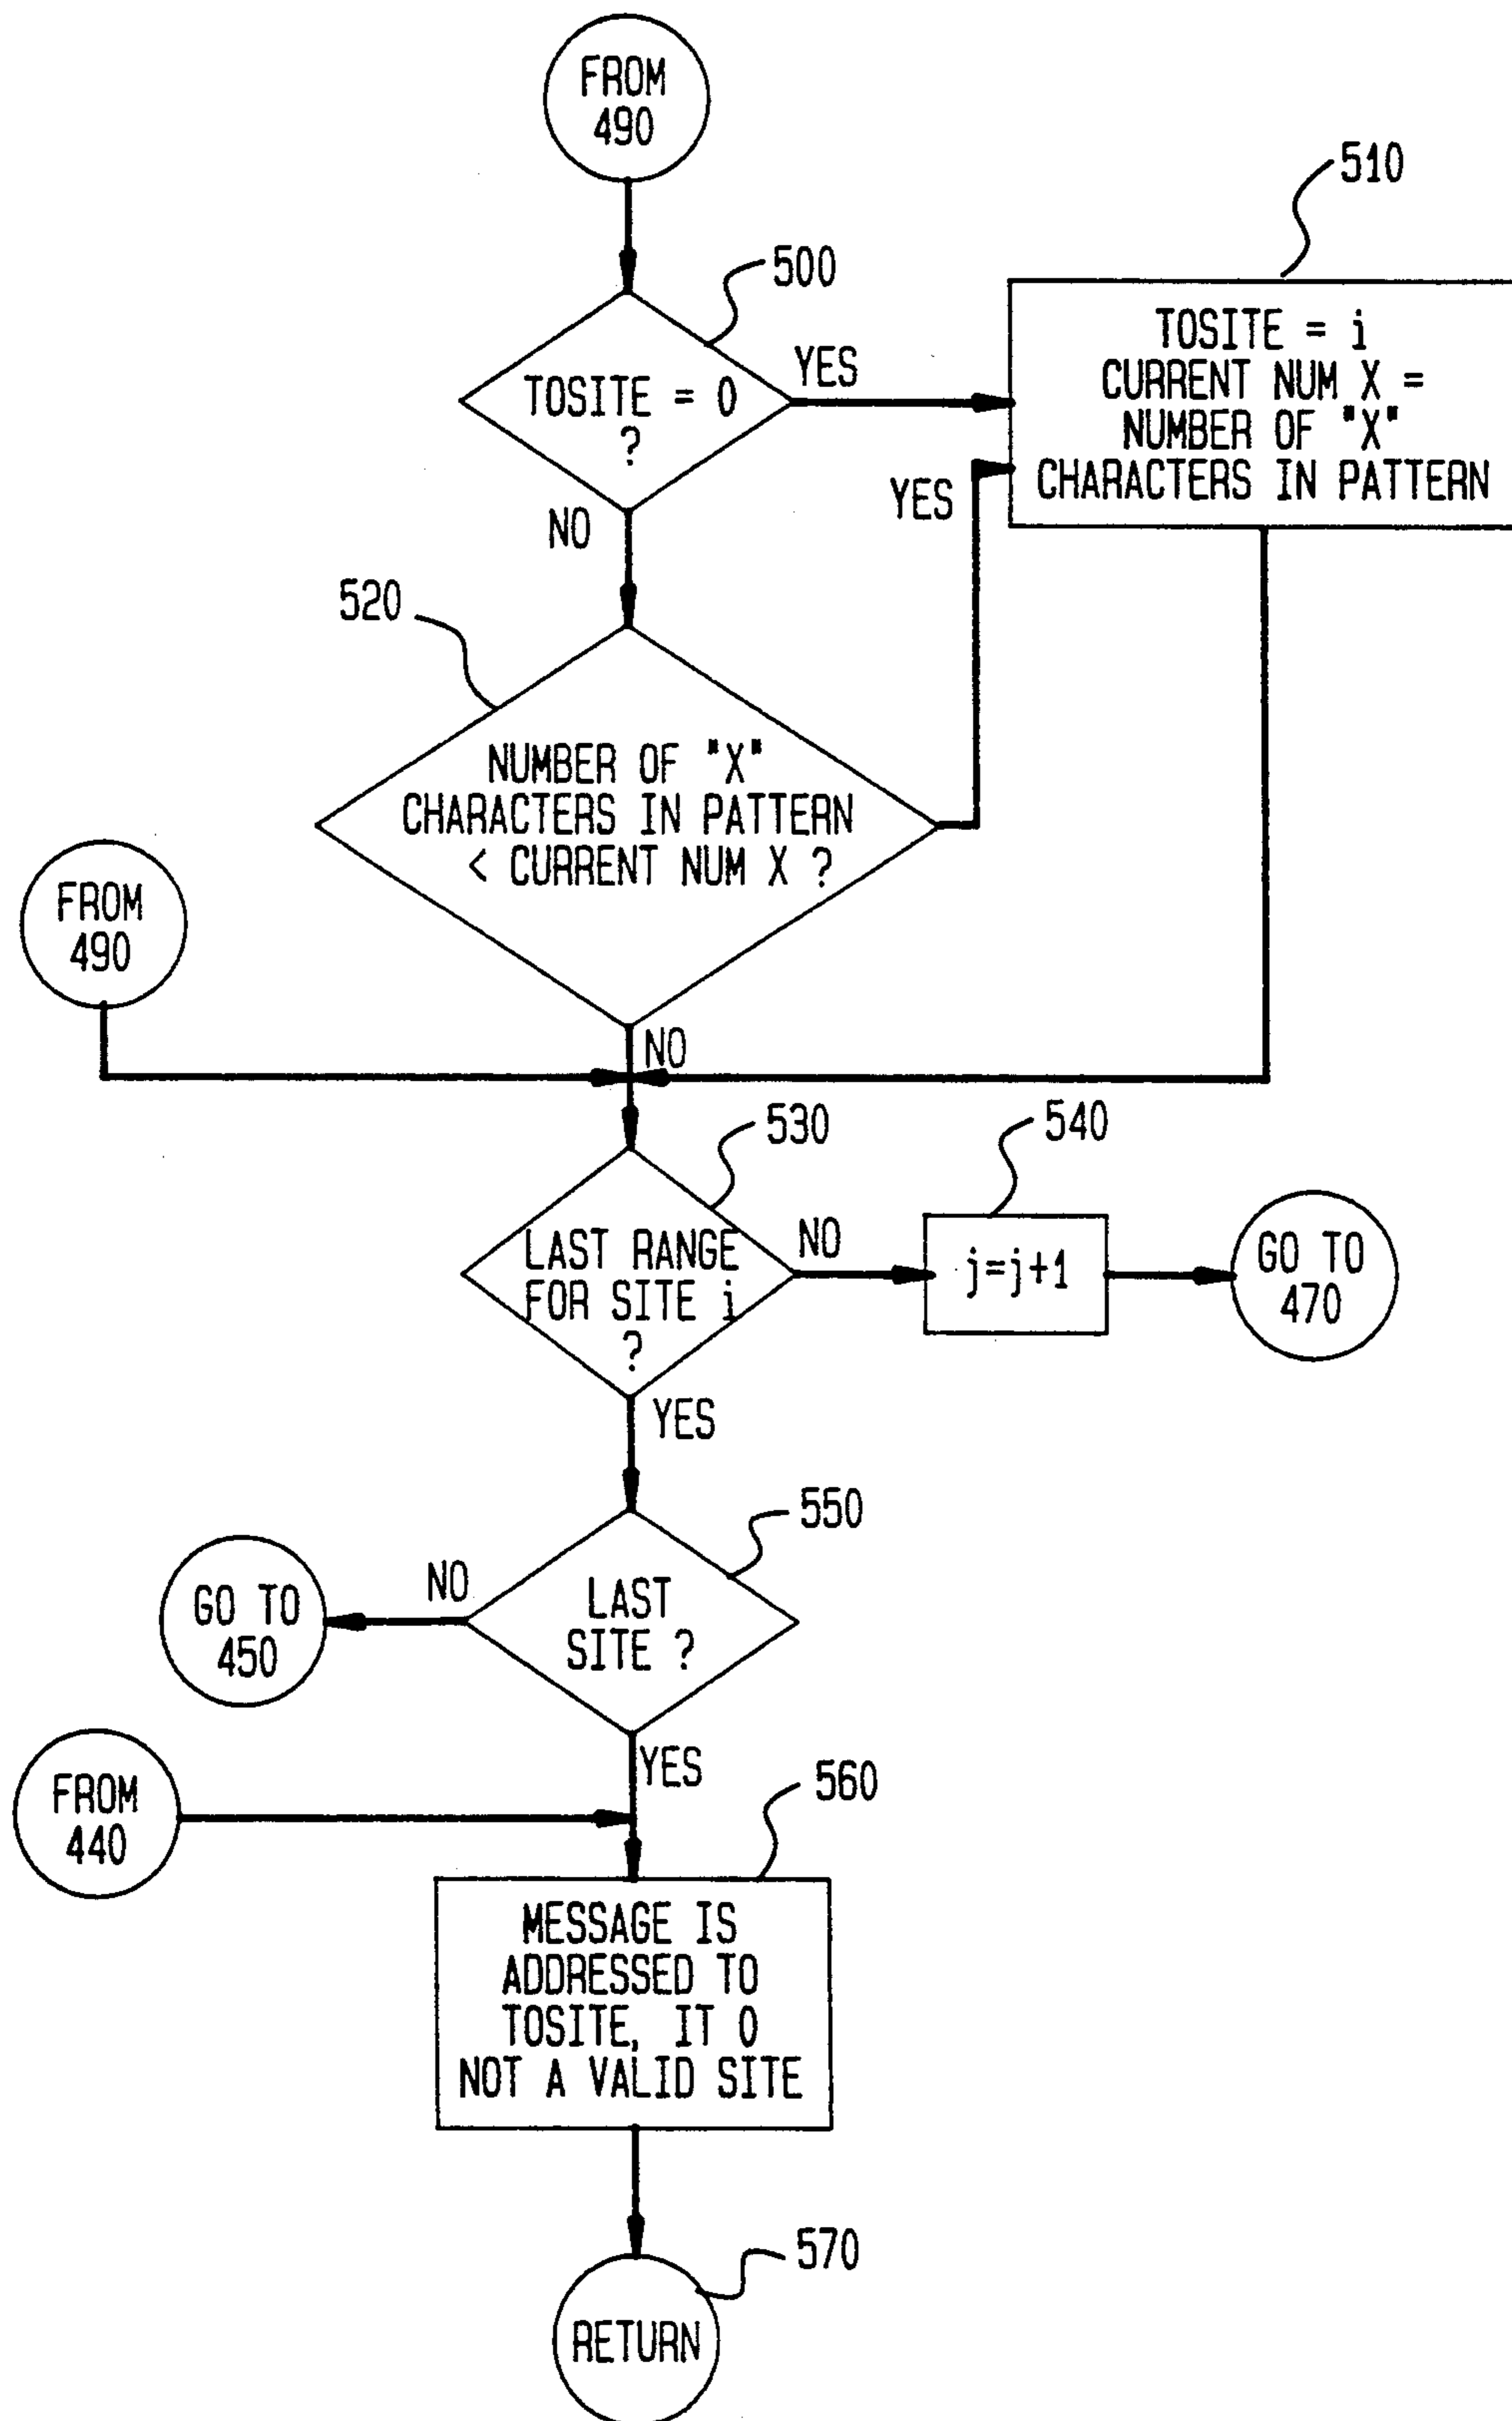 FROM
490
500
510
TOSITE = 0
?
YES
TOSITE = i
CURRENT NUM X =
NUMBER OF "X"
CHARACTERS IN PATTERN
YES
NO
520
NUMBER OF "X"
CHARACTERS IN PATTERN
< CURRENT NUM X ?
FROM
490
NO
530
540
LAST RANGE
FOR SITE i
?
NO
j=j+1
GO TO
470
YES
550
LAST
SITE ?
NO
GO TO
450
YES
FROM
440
560
MESSAGE IS
ADDRESSED TO
TOSITE, IT 0
NOT A VALID SITE
570
RETURN